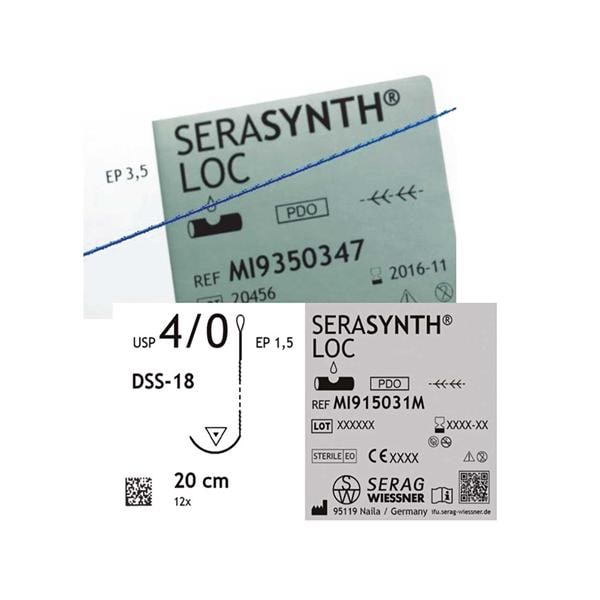 SERASYNTH®
LOC
EP 3,5
PDO
REF MI9350347
2016-11
LOT 20456
USP 4/0 EP 1,5
DSS-18
20 cm
12x
SERASYNTH®
LOC
PDO
REF MI915031M
LOT XXXXXX XXXX-XX
STERILE EO CE XXXX
SERAG
WIESSNER
95119 Naila / Germany ifu.serag-wiessner.com